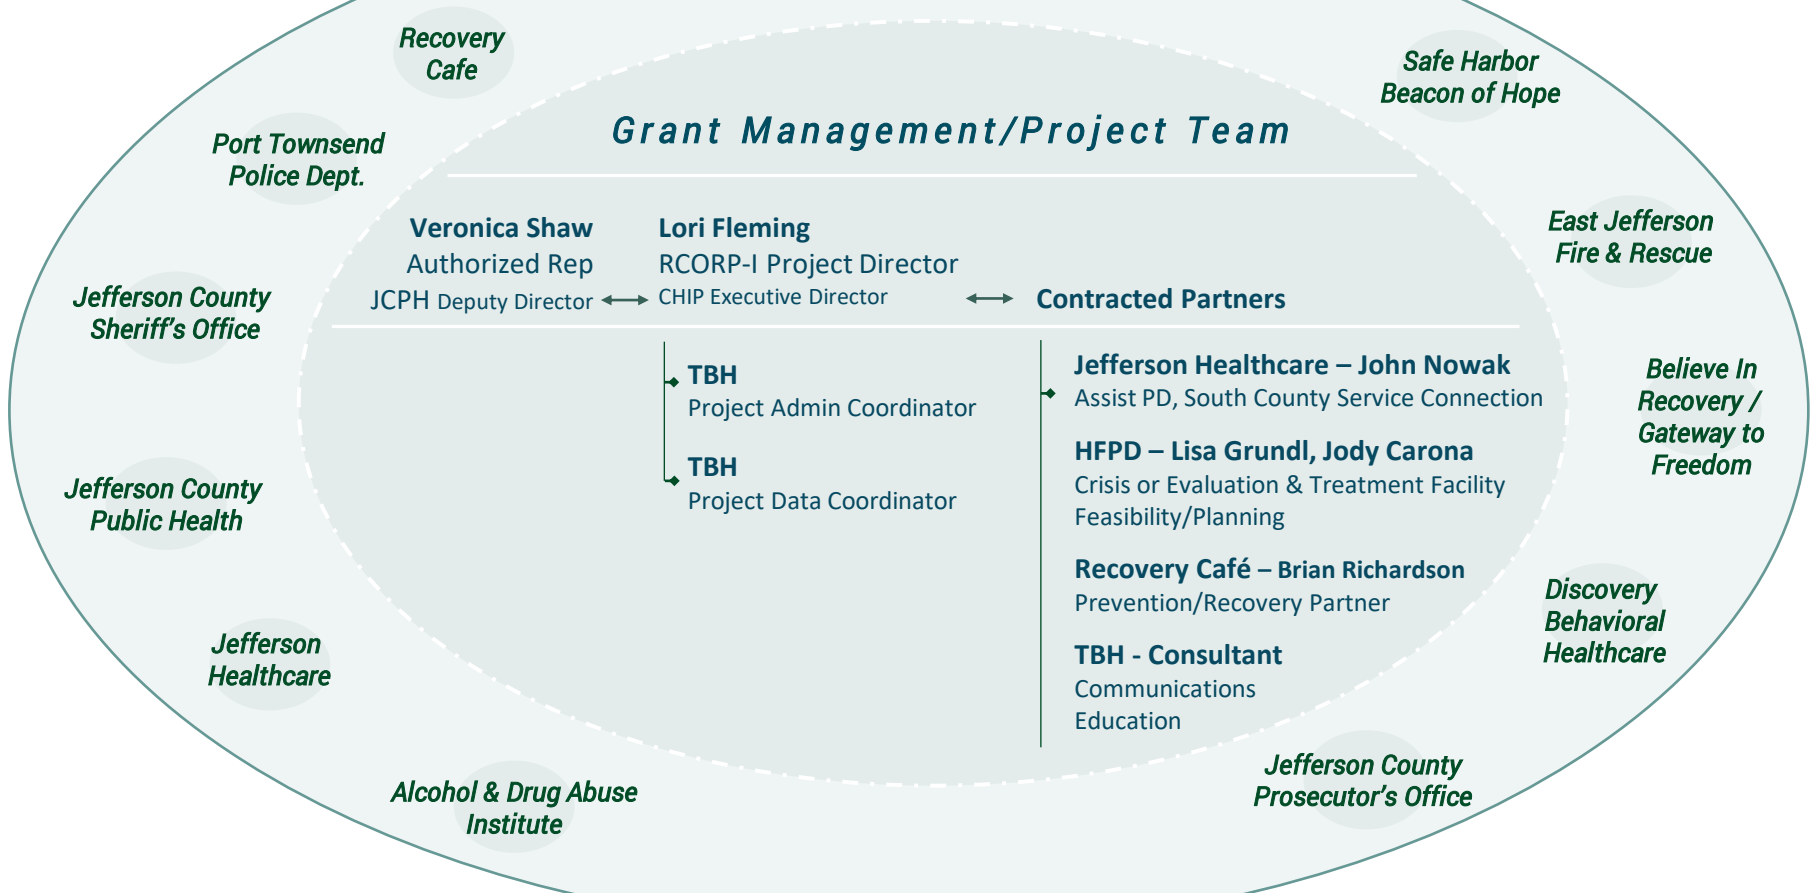 Recovery
Cafe
Safe Harbor
Beacon of Hope
Grant Management/Project Team
Port Townsend
Police Dept.
East Jefferson
Fire & Rescue
Veronica Shaw
Authorized Rep
JCPH Deputy Director
Lori Fleming
RCORP-I Project Director
CHIP Executive Director
Contracted Partners
Jefferson County
Sheriff's Office
TBH
Project Admin Coordinator
TBH
Project Data Coordinator
Jefferson Healthcare – John Nowak
Assist PD, South County Service Connection
HFPD – Lisa Grundl, Jody Carona
Crisis or Evaluation & Treatment Facility
Feasibility/Planning
Recovery Café – Brian Richardson
Prevention/Recovery Partner
TBH - Consultant
Communications
Education
Believe In
Recovery /
Gateway to
Freedom
Jefferson County
Public Health
Discovery
Behavioral
Healthcare
Jefferson
Healthcare
Jefferson County
Prosecutor's Office
Alcohol & Drug Abuse
Institute